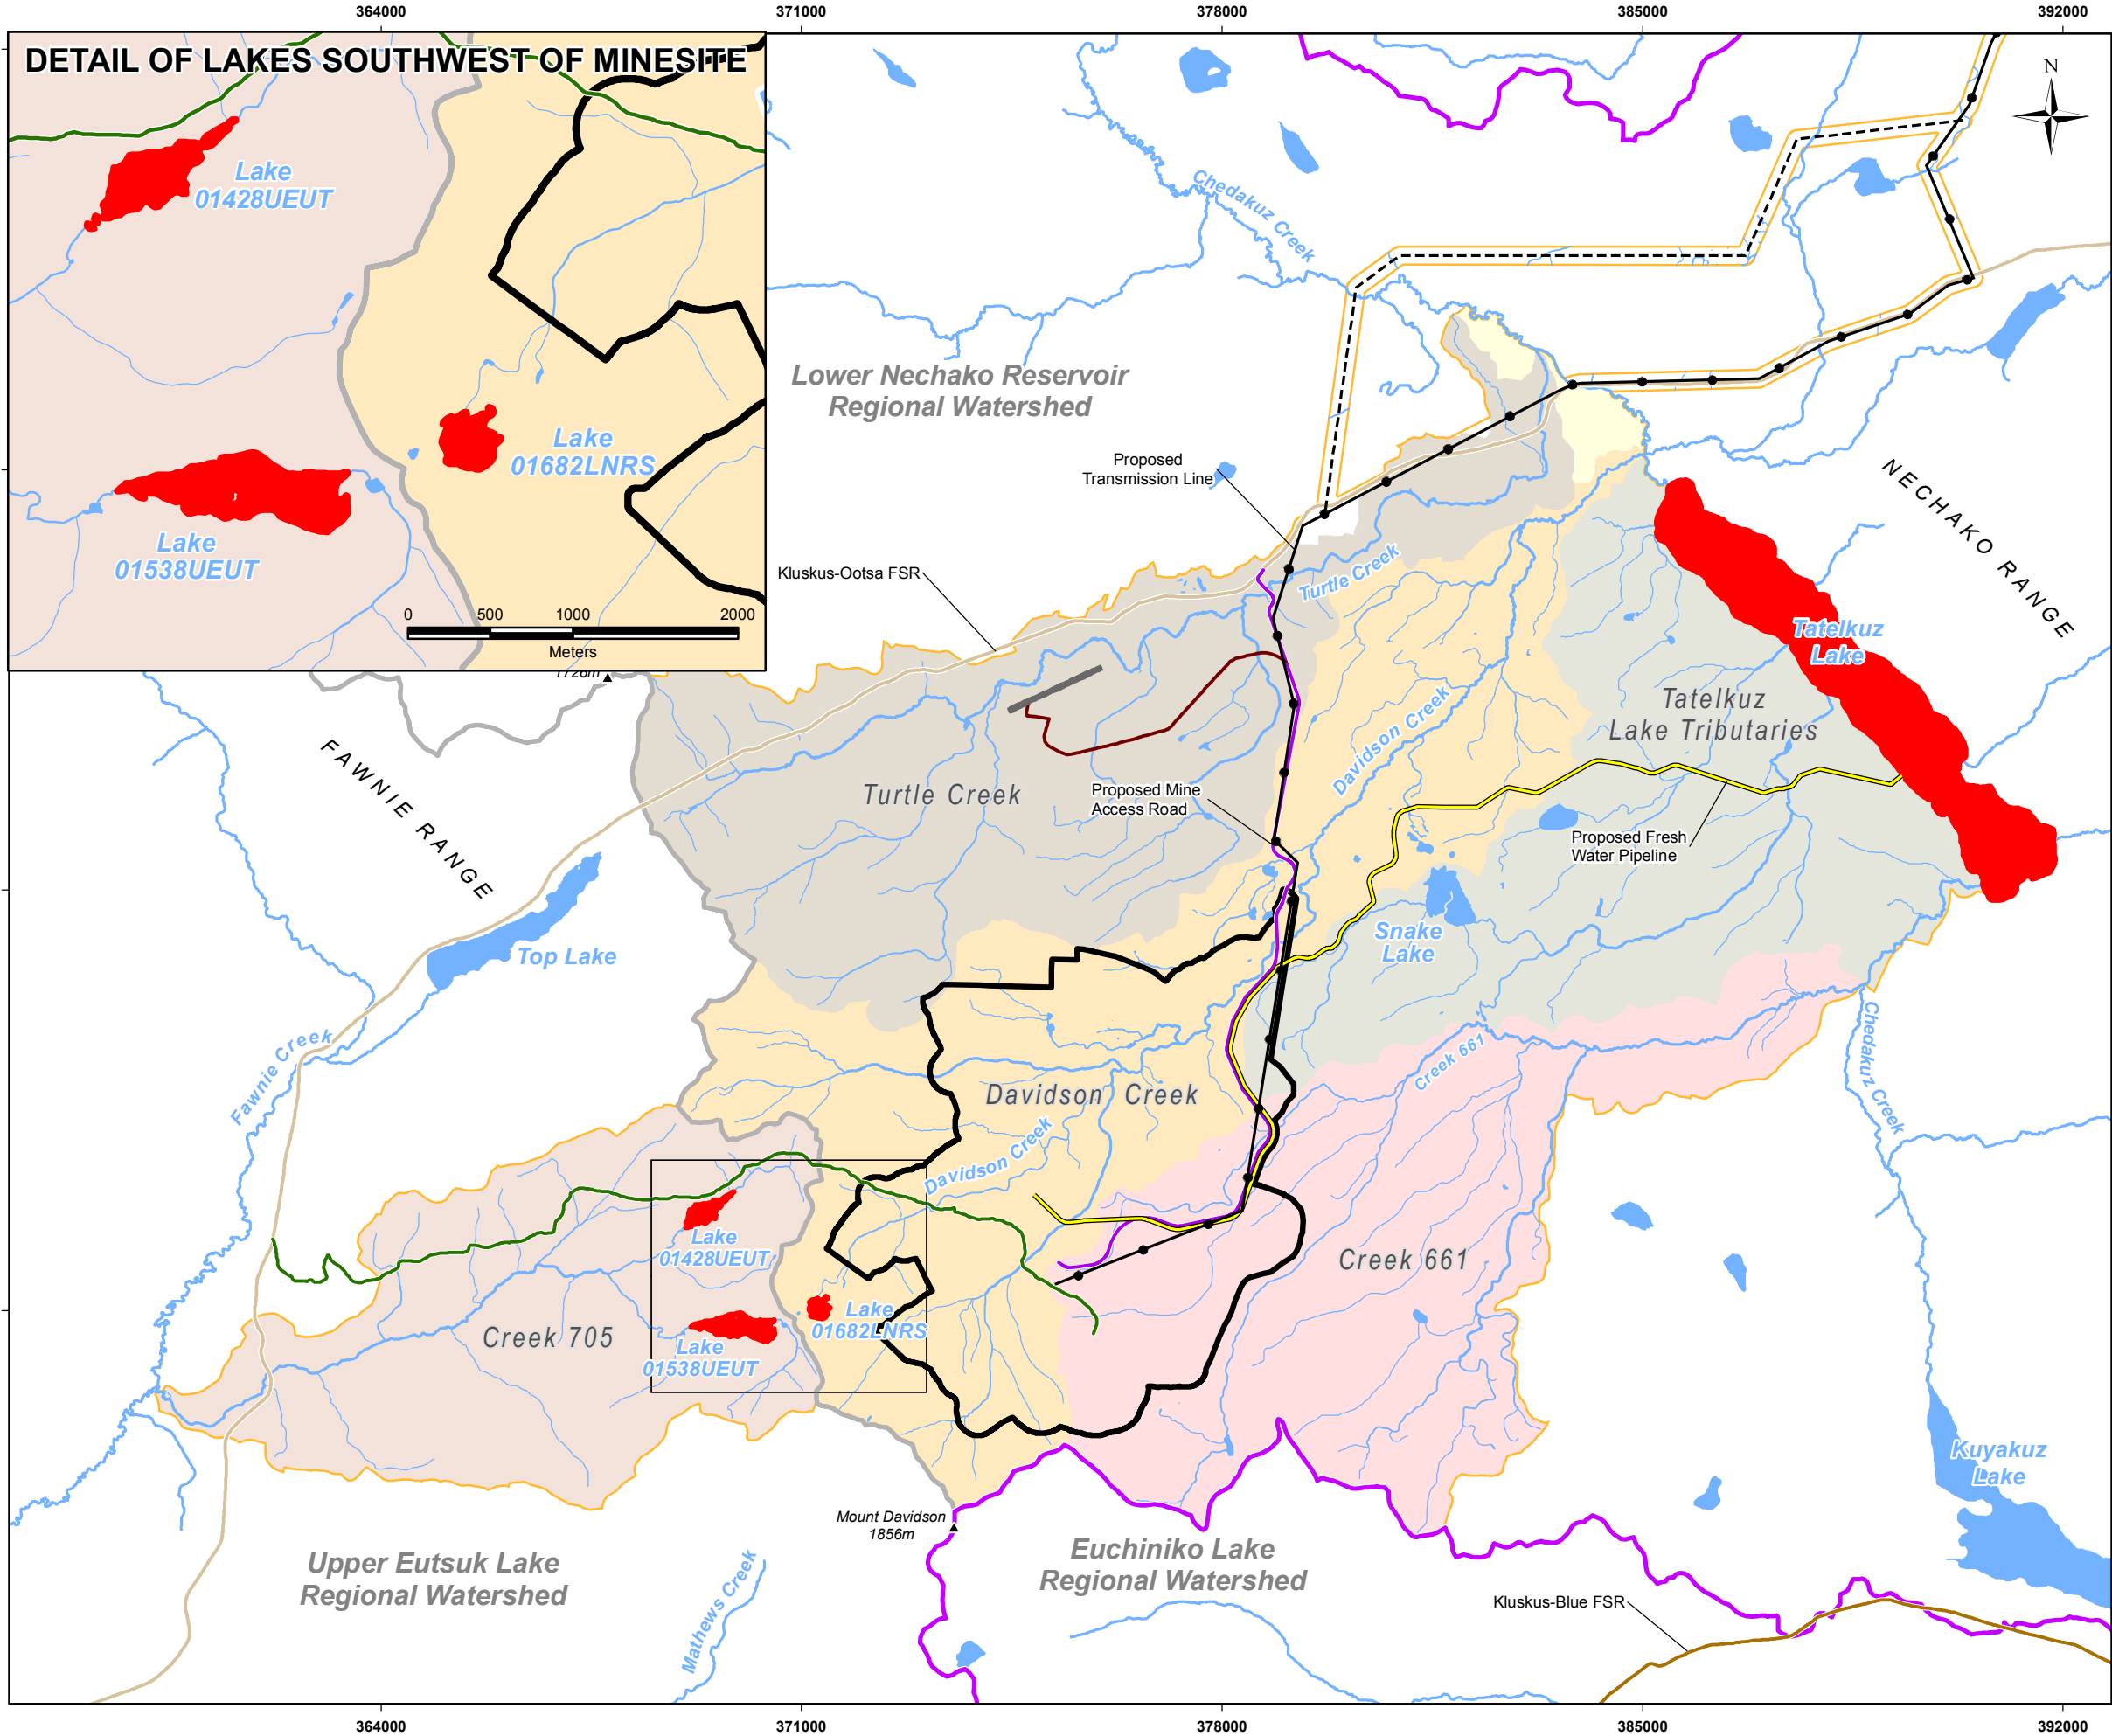 364000
371000
378000
385000
392000
DETAIL OF LAKES SOUTHWEST OF MINESITE
N
Lake
01428UEUT
Lake
01682LNRS
Lake
01538UEUT
0
500
1000
2000
Meters
Chedakuz Creek
Lower Nechako Reservoir
Regional Watershed
Proposed
Transmission Line
NECHAKO RANGE
Kluskus-Ootsa FSR
Turtle Creek
Tatelkuz
Lake
1726m
Tatelkuz
Lake Tributaries
FAWNIE RANGE
Davidson Creek
Turtle Creek
Proposed Mine
Access Road
Proposed Fresh
Water Pipeline
Top Lake
Snake
Lake
Fawnie Creek
Chedakuz Creek
Creek 661
Davidson Creek
Davidson Creek
Lake
01428UEUT
Creek 661
Creek 705
Lake
01682LNRS
Lake
01538UEUT
Kuyakuz
Lake
Mount Davidson
1856m
Upper Eutsuk Lake
Regional Watershed
Euchiniko Lake
Regional Watershed
Mathews Creek
Kluskus-Blue FSR
364000
371000
378000
385000
392000